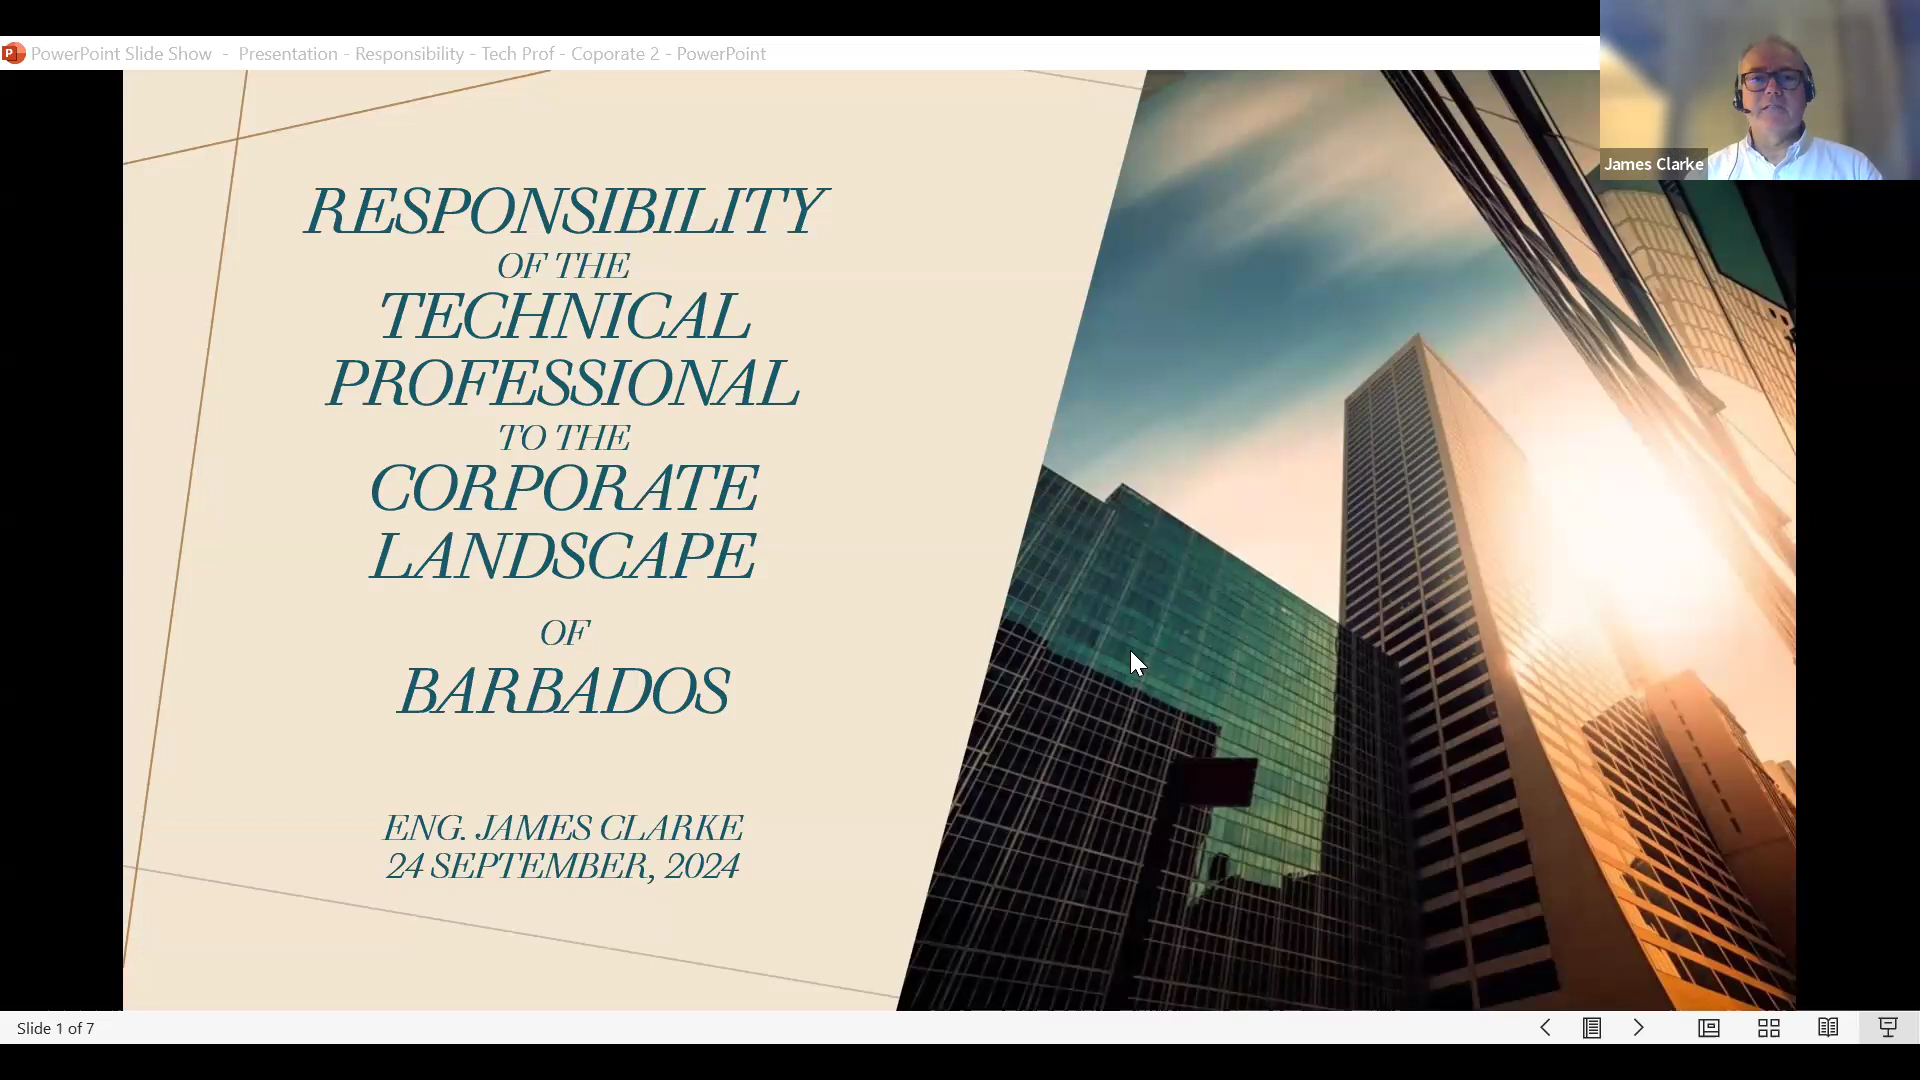 PowerPoint Slide Show - Presentation - Responsibility - Tech Prof - Coporate 2 - PowerPoint
James Clarke
RESPONSIBILITY
OF THE
TECHNICAL
PROFESSIONAL
TO THE
CORPORATE
LANDSCAPE
OF
BARBADOS
ENG. JAMES CLARKE
24 SEPTEMBER, 2024
Slide 1 of 7